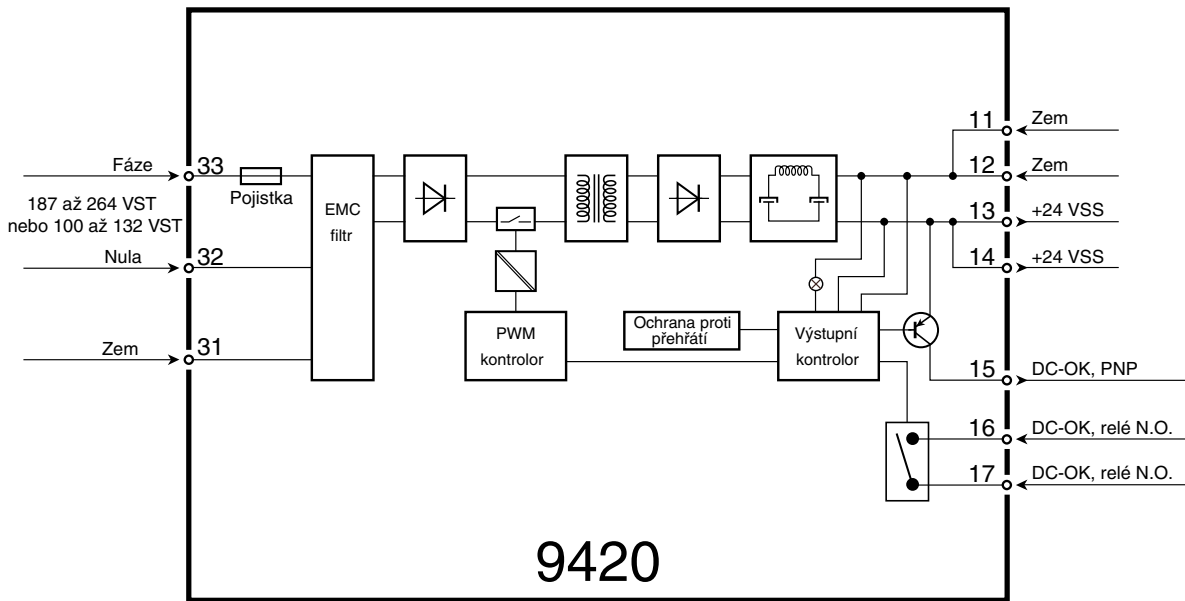 Fáze
33
Pojistka
187 až 264 VST
nebo 100 až 132 VST
Nula
32
Zem
31
EMC
filtr
PWM
kontrolor
Ochrana proti
přehřátí
Výstupní
kontrolor
11
Zem
12
Zem
13
+24 VSS
14
+24 VSS
15
DC-OK, PNP
16
DC-OK, relé N.O.
17
DC-OK, relé N.O.
9420